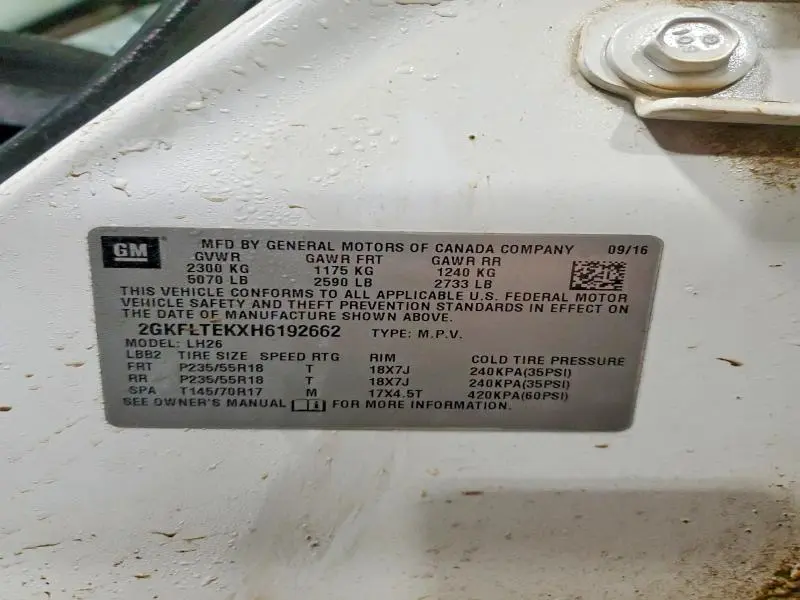 GM MFD BY GENERAL MOTORS OF CANADA COMPANY 09/16
GVWR GAWR FRT GAWR RR
2300 KG 1175 KG 1240 KG
5070 LB 2590 LB 2733 LB
THIS VEHICLE CONFORMS TO ALL APPLICABLE U.S. FEDERAL MOTOR
VEHICLE SAFETY AND THEFT PREVENTION STANDARDS IN EFFECT ON
THE DATE OF MANUFACTURE SHOWN ABOVE.
2GKFLTEKXH6192662 TYPE: M.P.V.
MODEL: LH26
LBB2 TIRE SIZE SPEED RTG RIM COLD TIRE PRESSURE
FRT P235/55R18 T 18X7J 240KPA(35PSI)
RR P235/55R18 T 18X7J 240KPA(35PSI)
SPA T145/70R17 M 17X4.5T 420KPA(60PSI)
SEE OWNER'S MANUAL FOR MORE INFORMATION.